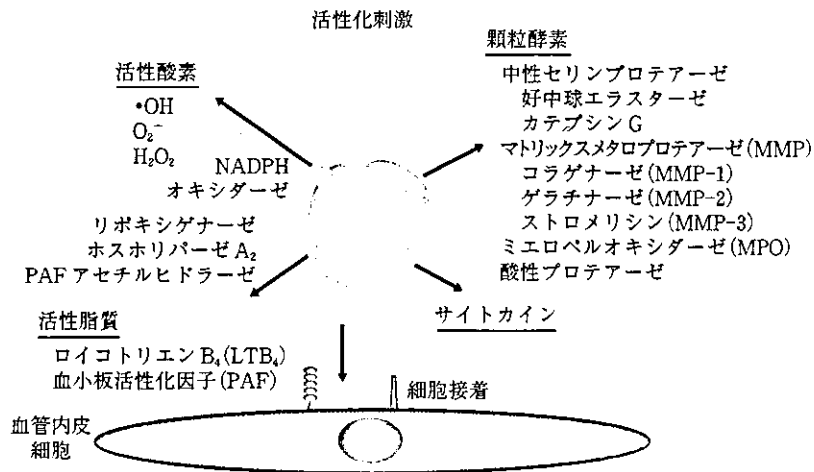 活性化刺激
活性酸素
•OH
O₂⁻
H₂O₂
NADPH
オキシダーゼ
リポキシゲナーゼ
ホスホリパーゼ A₂
PAF アセチルヒドラーゼ
活性脂質
ロイコトリエン B₄(LTB₄)
血小板活性化因子(PAF)
顆粒酵素
中性セリンプロテアーゼ
好中球エラスターゼ
カテプシン G
マトリックスメタロプロテアーゼ(MMP)
コラゲナーゼ(MMP-1)
ゲラチナーゼ(MMP-2)
ストロメリシン(MMP-3)
ミエロペルオキシダーゼ(MPO)
酸性プロテアーゼ
サイトカイン
細胞接着
血管内皮
細胞